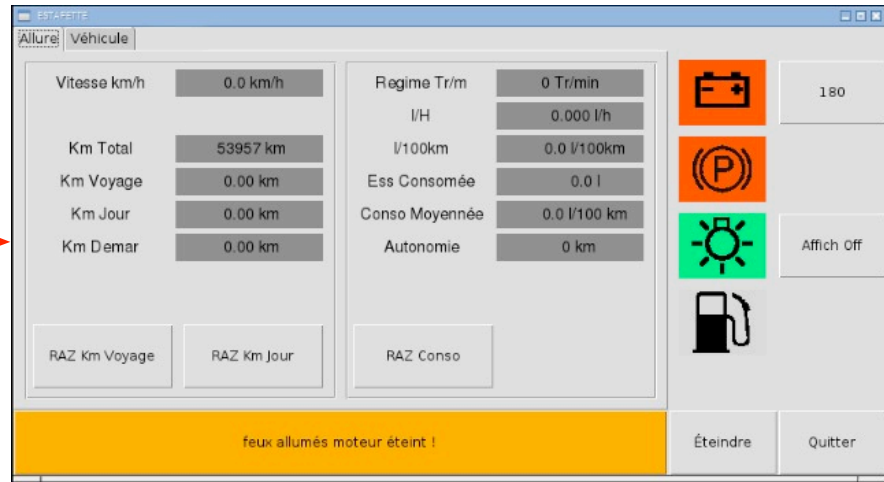 ESTAFETTE
Allure Véhicule
Vitesse km/h 0.0 km/h
Km Total 53957 km
Km Voyage 0.00 km
Km Jour 0.00 km
Km Demar 0.00 km
RAZ Km Voyage RAZ Km Jour
Regime Tr/m 0 Tr/min
l/H 0.000 l/h
l/100km 0.0 l/100km
Ess Consomée 0.0 l
Conso Moyennée 0.0 l/100 km
Autonomie 0 km
RAZ Conso
P
180
Affich Off
feux allumés moteur éteint !
Éteindre Quitter